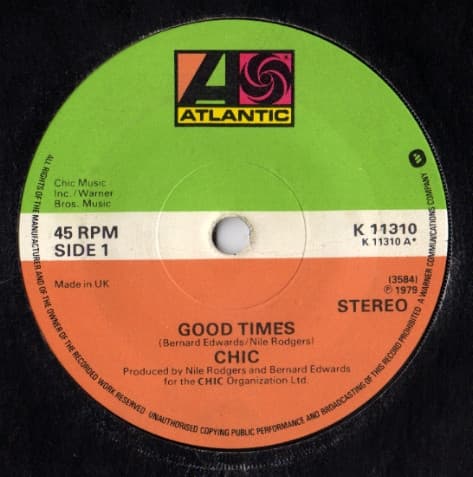 ATLANTIC
Chic Music
Inc./Warner
Bros. Music
45 RPM
SIDE 1
K 11310
K 11310 A*
Made in UK
(3584)
℗ 1979
STEREO
GOOD TIMES
(Bernard Edwards/Nile Rodgers)
CHIC
Produced by Nile Rodgers and Bernard Edwards
for the CHIC Organization Ltd.
ALL RIGHTS OF THE MANUFACTURER AND OF THE OWNER OF THE RECORDED WORK RESERVED UNAUTHORISED COPYING PUBLIC PERFORMANCE AND BROADCASTING OF THIS RECORD PROHIBITED A WARNER COMMUNICATIONS COMPANY